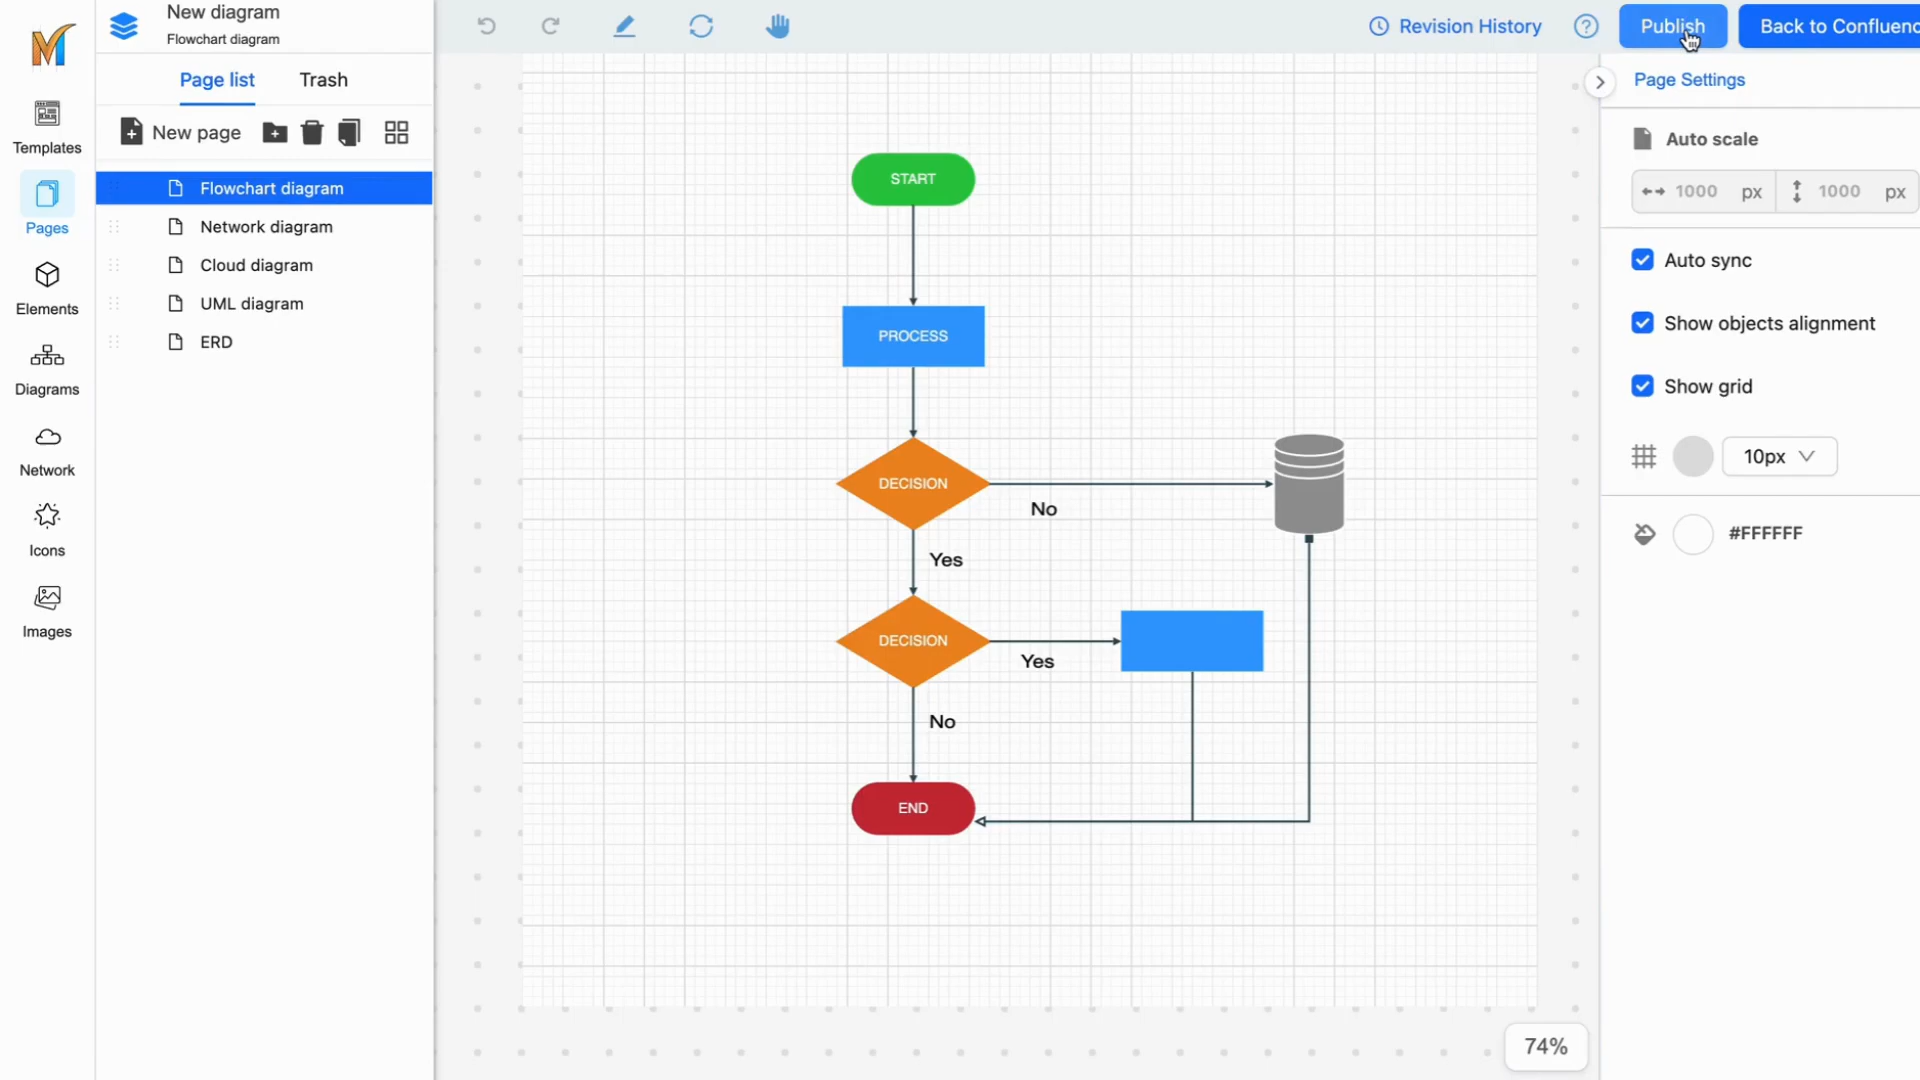 New diagram
Flowchart diagram
Revision History
?
Publish
Back to Confluenc
Templates
Pages
Elements
Diagrams
Network
Icons
Images
Page list
Trash
New page
Flowchart diagram
Network diagram
Cloud diagram
UML diagram
ERD
START
PROCESS
DECISION
No
Yes
DECISION
Yes
No
END
74%
Page Settings
Auto scale
1000 px
1000 px
Auto sync
Show objects alignment
Show grid
10px
#FFFFFF